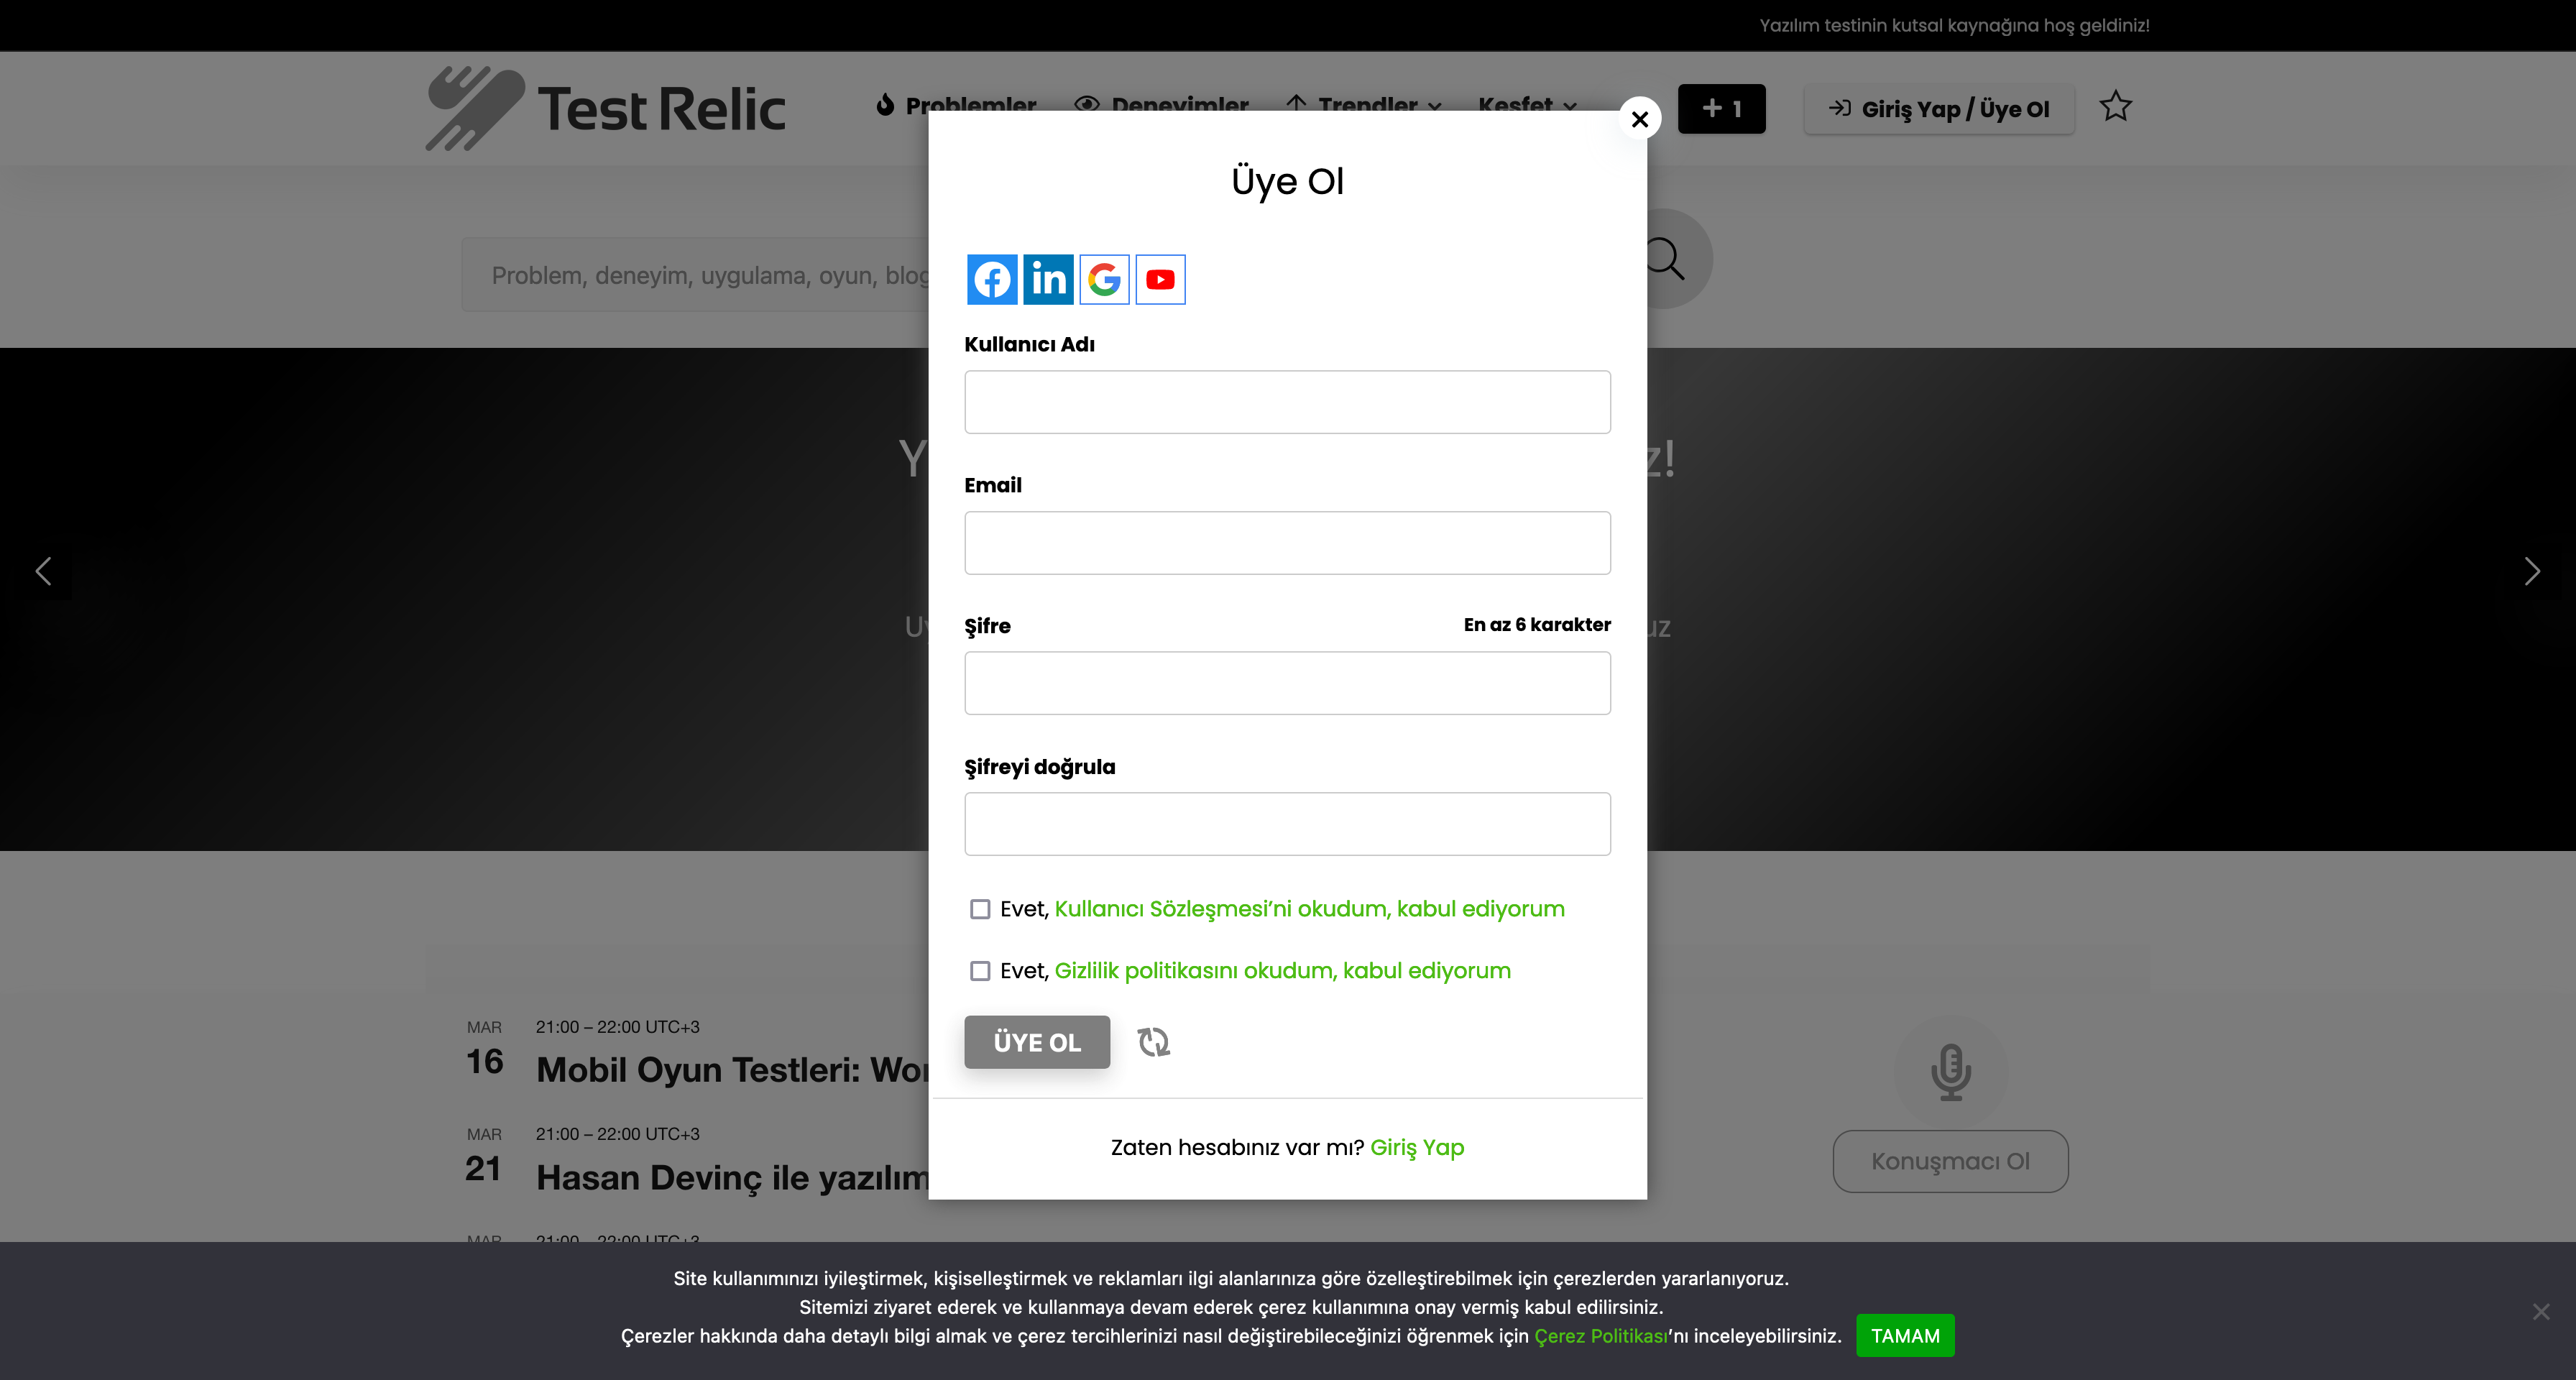 Yazılım testinin kutsal kaynağına hoş geldiniz!
Test Relic
Problemler
Deneyimler
Trendler
Keşfet
+ 1
Giriş Yap / Üye Ol
Üye Ol
Problem, deneyim, uygulama, oyun, blog
Kullanıcı Adı
Email
Şifre
En az 6 karakter
Şifreyi doğrula
Evet, Kullanıcı Sözleşmesi’ni okudum, kabul ediyorum
Evet, Gizlilik politikasını okudum, kabul ediyorum
ÜYE OL
Zaten hesabınız var mı? Giriş Yap
MAR
16
21:00 – 22:00 UTC+3
Mobil Oyun Testleri:
MAR
21
21:00 – 22:00 UTC+3
Hasan Devinç ile yazılım
Konuşmacı Ol
MAR
21:00 – 22:00 UTC+3
Site kullanımınızı iyileştirmek, kişiselleştirmek ve reklamları ilgi alanlarınıza göre özelleştirebilmek için çerezlerden yararlanıyoruz.
Sitemizi ziyaret ederek ve kullanmaya devam ederek çerez kullanımına onay vermiş kabul edilirsiniz.
Çerezler hakkında daha detaylı bilgi almak ve çerez tercihlerinizi nasıl değiştirebileceğinizi öğrenmek için Çerez Politikası’nı inceleyebilirsiniz.
TAMAM